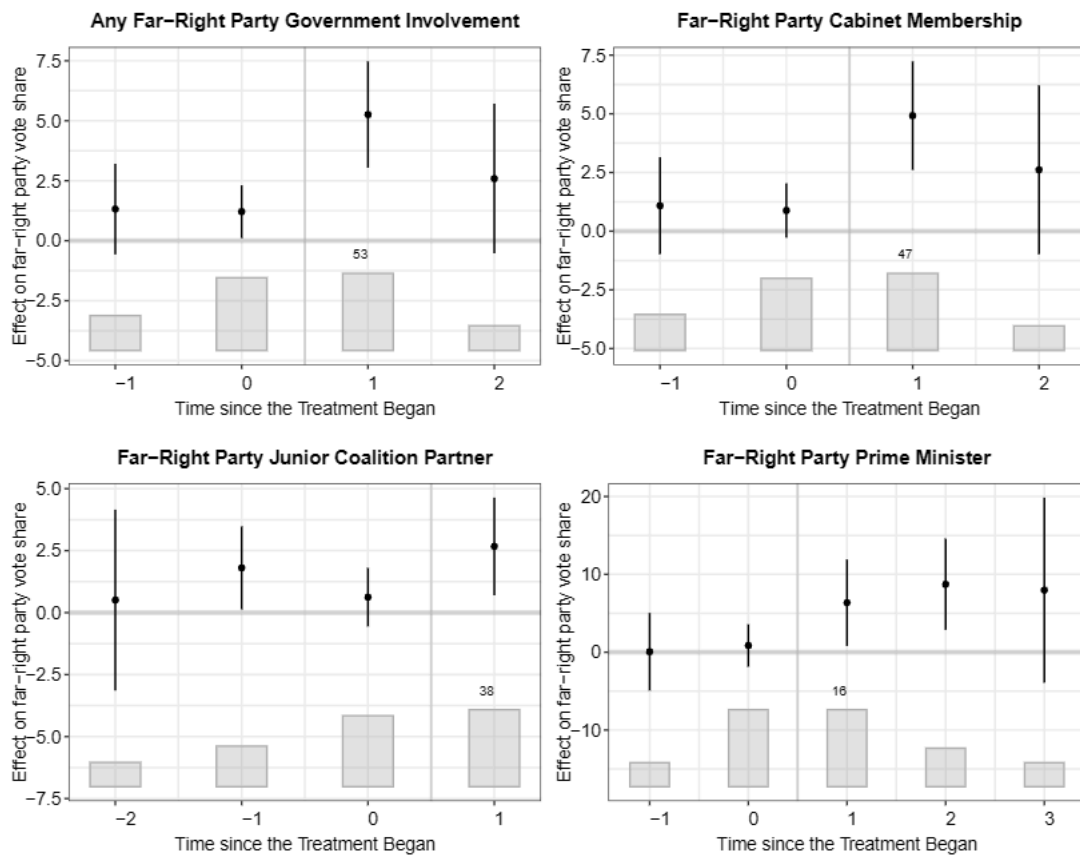 Any Far−Right Party Government Involvement
Effect on far−right party vote share
7.5
5.0
2.5
0.0
−2.5
−5.0
53
−1 0 1 2
Time since the Treatment Began
Far−Right Party Cabinet Membership
Effect on far−right party vote share
7.5
5.0
2.5
0.0
−2.5
−5.0
47
−1 0 1 2
Time since the Treatment Began
Far−Right Party Junior Coalition Partner
Effect on far−right party vote share
5.0
2.5
0.0
−2.5
−5.0
−7.5
38
−2 −1 0 1
Time since the Treatment Began
Far−Right Party Prime Minister
Effect on far−right party vote share
20
10
0
−10
16
−1 0 1 2 3
Time since the Treatment Began